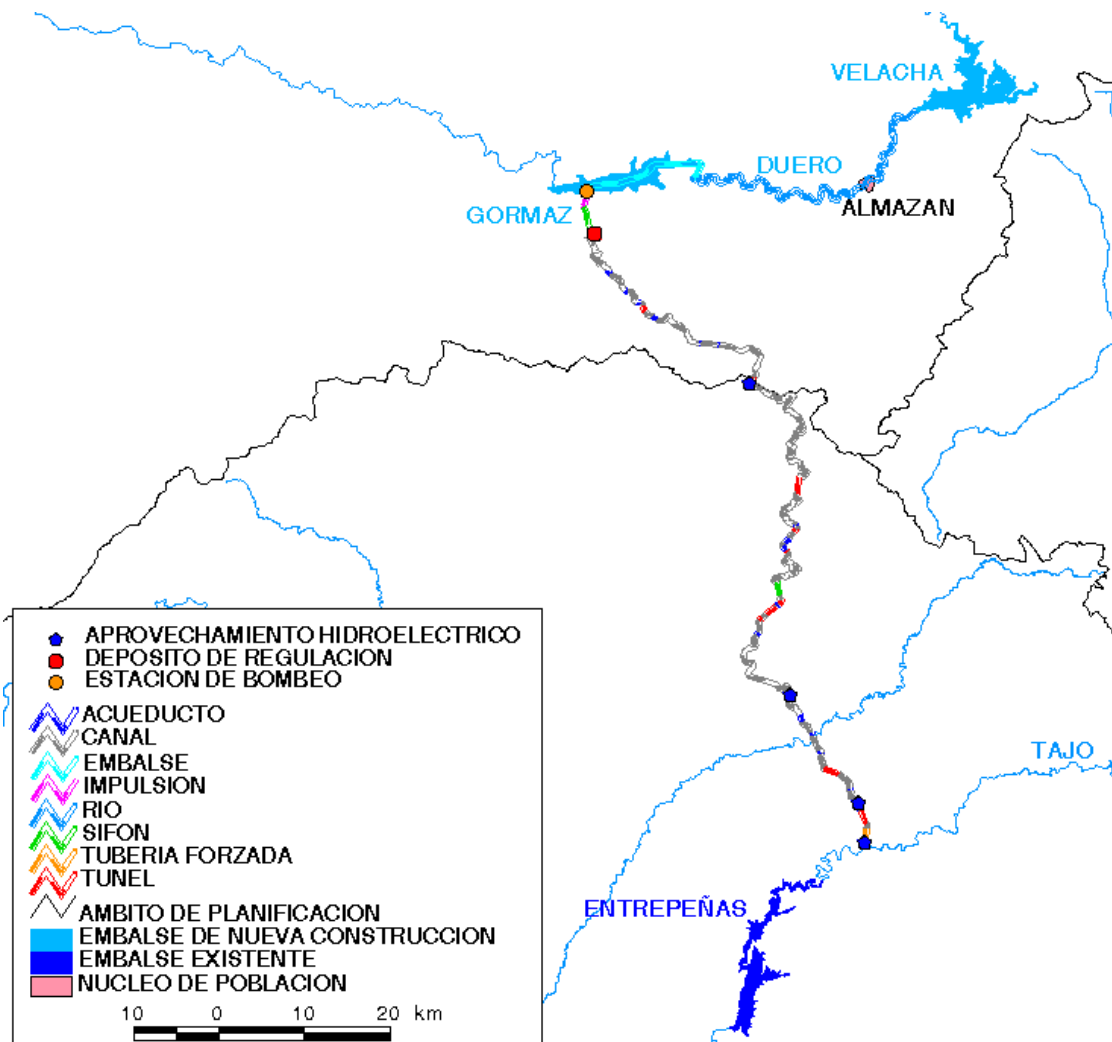 VELACHA
DUERO
ALMAZAN
GORMAZ
TAJO
ENTREPEÑAS
APROVECHAMIENTO HIDROELECTRICO
DEPOSITO DE REGULACION
ESTACION DE BOMBEO
ACUEDUCTO
CANAL
EMBALSE
IMPULSION
RIO
SIFON
TUBERIA FORZADA
TUNEL
AMBITO DE PLANIFICACION
EMBALSE DE NUEVA CONSTRUCCION
EMBALSE EXISTENTE
NUCLEO DE POBLACION
10 0 10 20 km